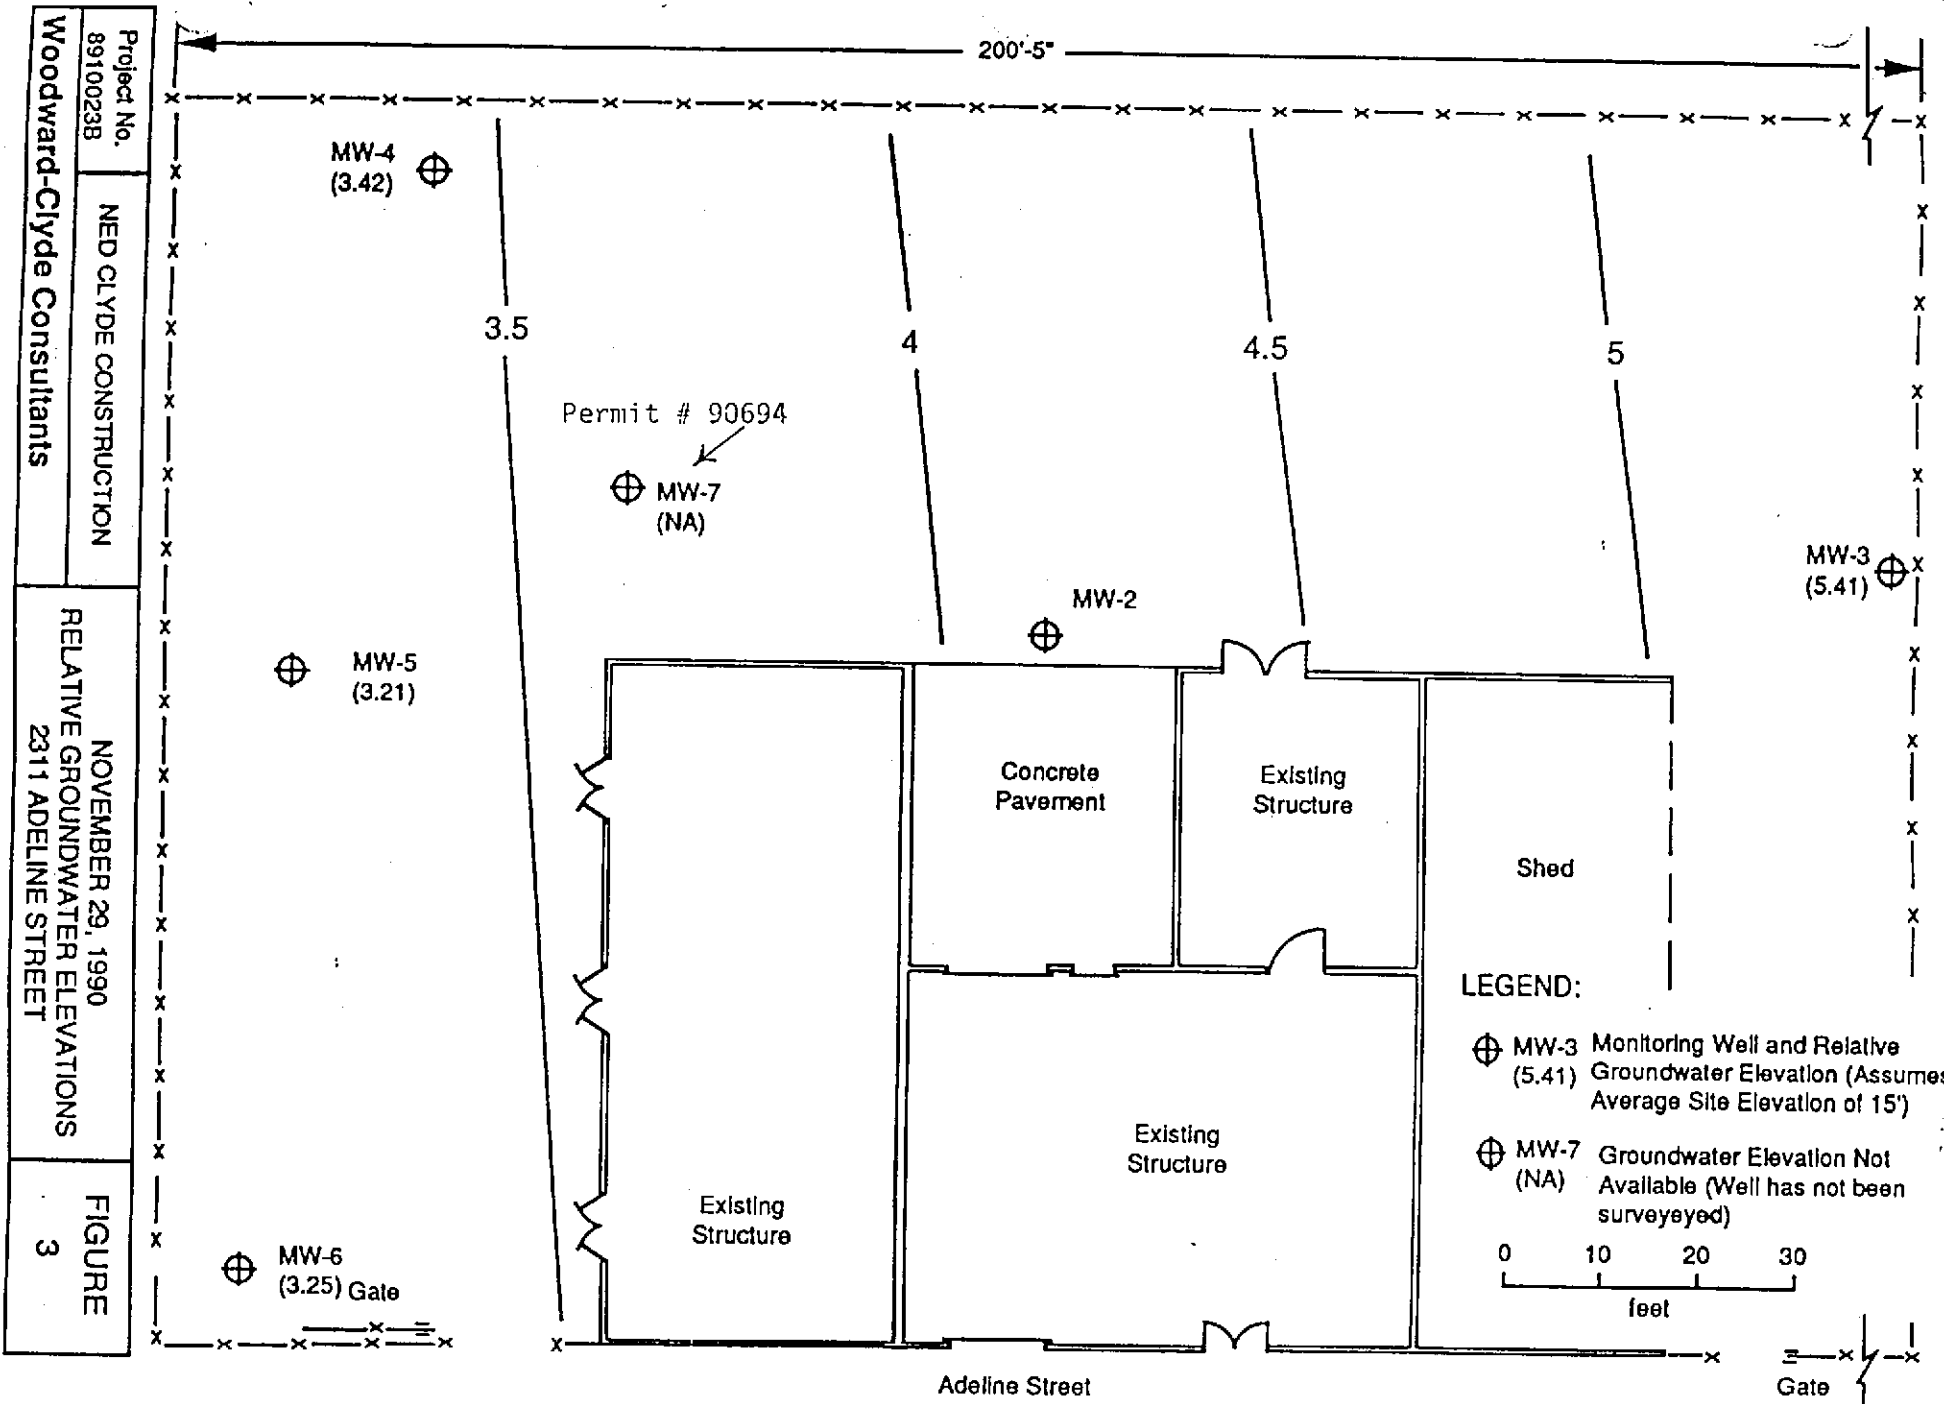 200'-5"
MW-4
(3.42)
3.5
4
4.5
5
Permit # 90694
MW-7
(NA)
MW-3
(5.41)
MW-2
MW-5
(3.21)
Concrete
Pavement
Existing
Structure
Shed
Existing
Structure
Existing
Structure
MW-6
(3.25)
Gate
LEGEND:
MW-3 Monitoring Well and Relative
(5.41) Groundwater Elevation (Assumes
Average Site Elevation of 15')
MW-7 Groundwater Elevation Not
(NA) Available (Well has not been
surveyeyed)
0 10 20 30
feet
Adeline Street
Gate
Project No.
8910023B
NED CLYDE CONSTRUCTION
Woodward-Clyde Consultants
NOVEMBER 29, 1990
RELATIVE GROUNDWATER ELEVATIONS
2311 ADELINE STREET
FIGURE
3